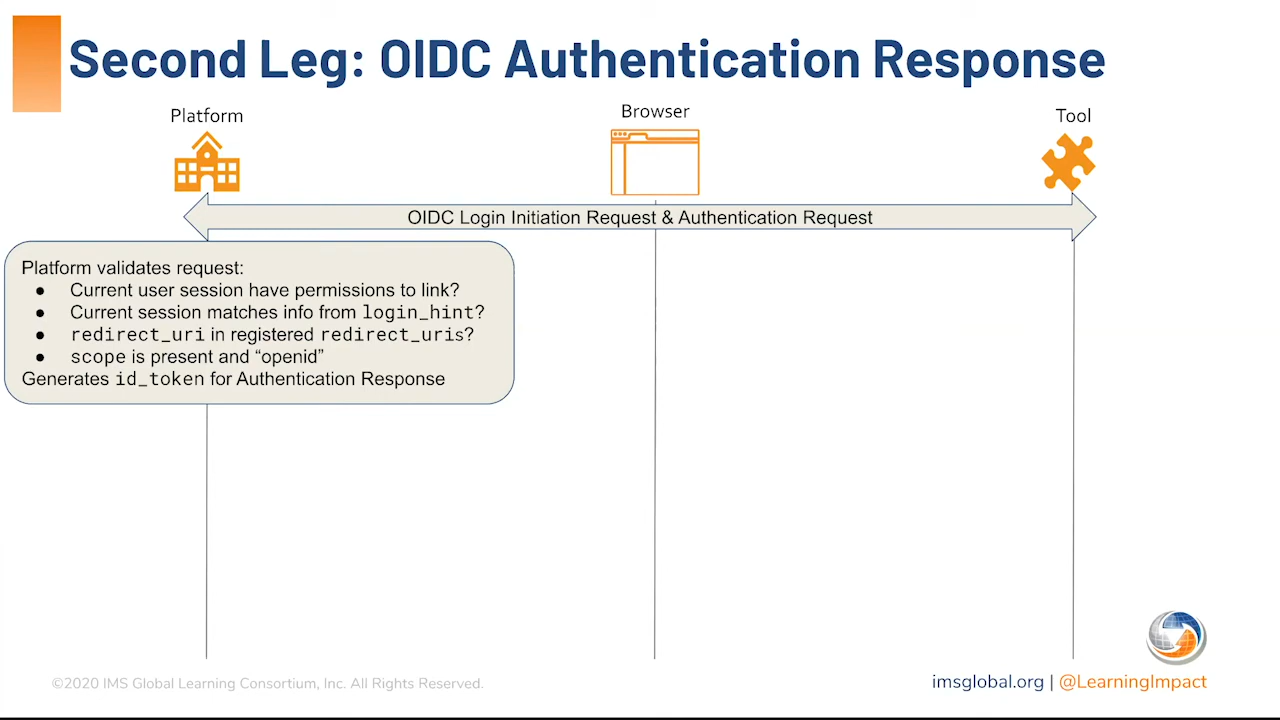 Second Leg: OIDC Authentication Response
Platform
Browser
Tool
OIDC Login Initiation Request & Authentication Request
Platform validates request:
● Current user session have permissions to link?
● Current session matches info from login_hint?
● redirect_uri in registered redirect_uris?
● scope is present and “openid”
Generates id_token for Authentication Response
©2020 IMS Global Learning Consortium, Inc. All Rights Reserved.
imsglobal.org | @LearningImpact